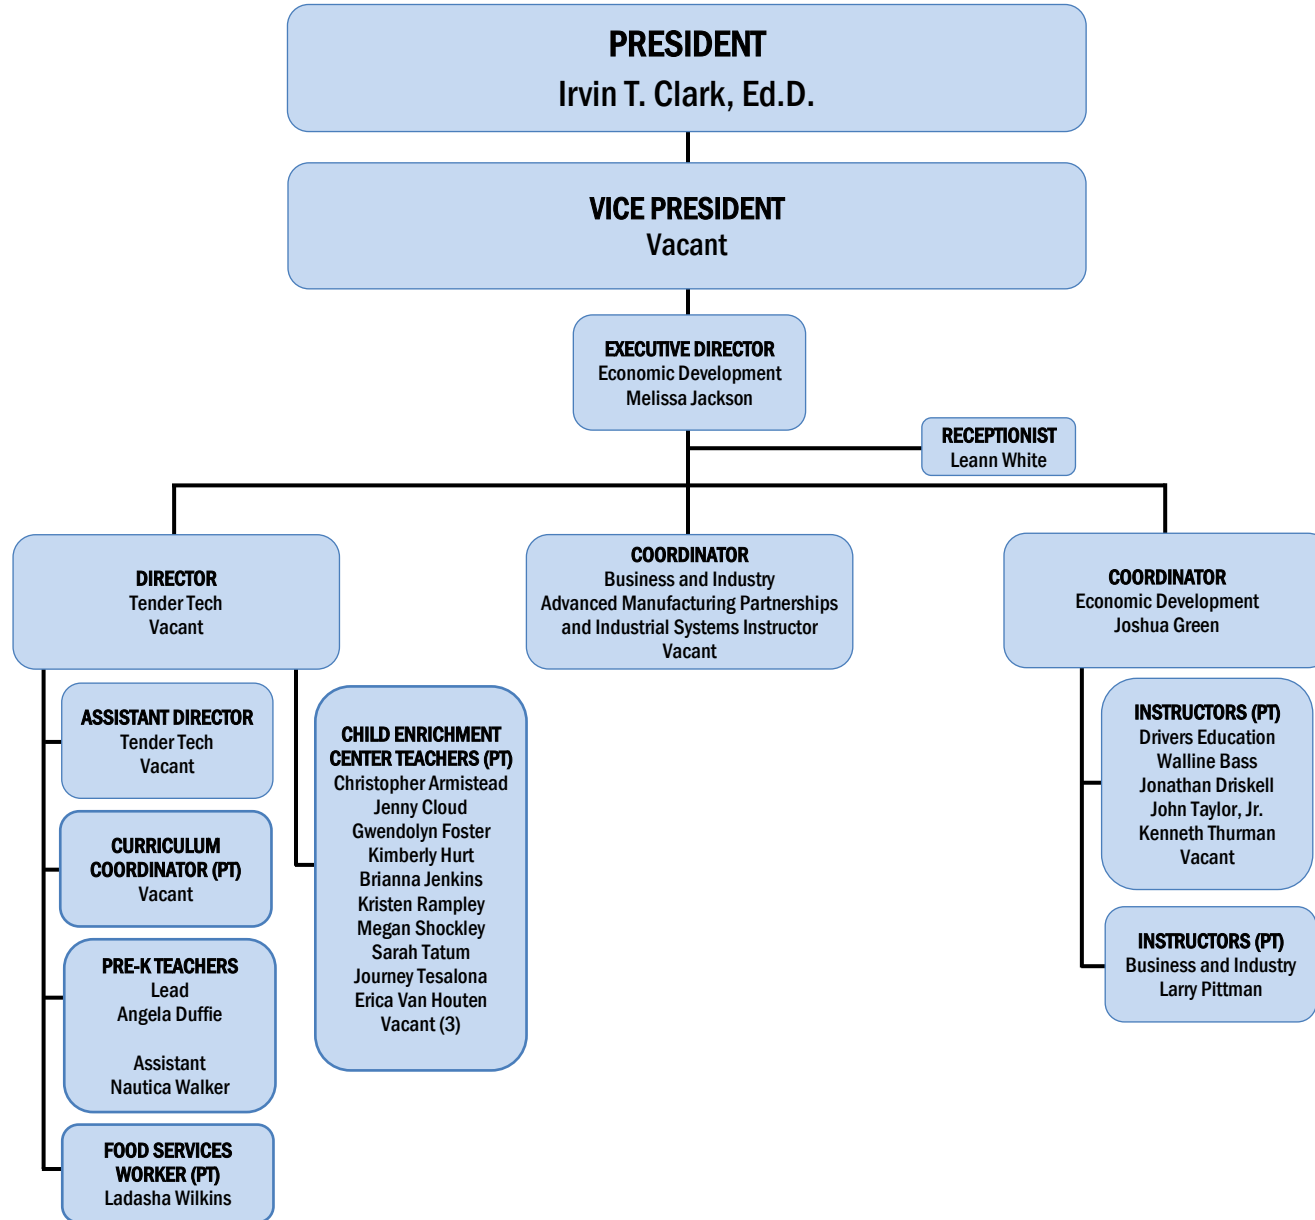 PRESIDENT
Irvin T. Clark, Ed.D.
VICE PRESIDENT
Vacant
EXECUTIVE DIRECTOR
Economic Development
Melissa Jackson
RECEPTIONIST
Leann White
DIRECTOR
Tender Tech
Vacant
COORDINATOR
Business and Industry
Advanced Manufacturing Partnerships
and Industrial Systems Instructor
Vacant
COORDINATOR
Economic Development
Joshua Green
ASSISTANT DIRECTOR
Tender Tech
Vacant
CURRICULUM
COORDINATOR (PT)
Vacant
PRE-K TEACHERS
Lead
Angela Duffie
Assistant
Nautica Walker
FOOD SERVICES
WORKER (PT)
Ladasha Wilkins
CHILD ENRICHMENT
CENTER TEACHERS (PT)
Christopher Armistead
Jenny Cloud
Gwendolyn Foster
Kimberly Hurt
Brianna Jenkins
Kristen Rampley
Megan Shockley
Sarah Tatum
Journey Tesalona
Erica Van Houten
Vacant (3)
INSTRUCTORS (PT)
Drivers Education
Walline Bass
Jonathan Driskell
John Taylor, Jr.
Kenneth Thurman
Vacant
INSTRUCTORS (PT)
Business and Industry
Larry Pittman